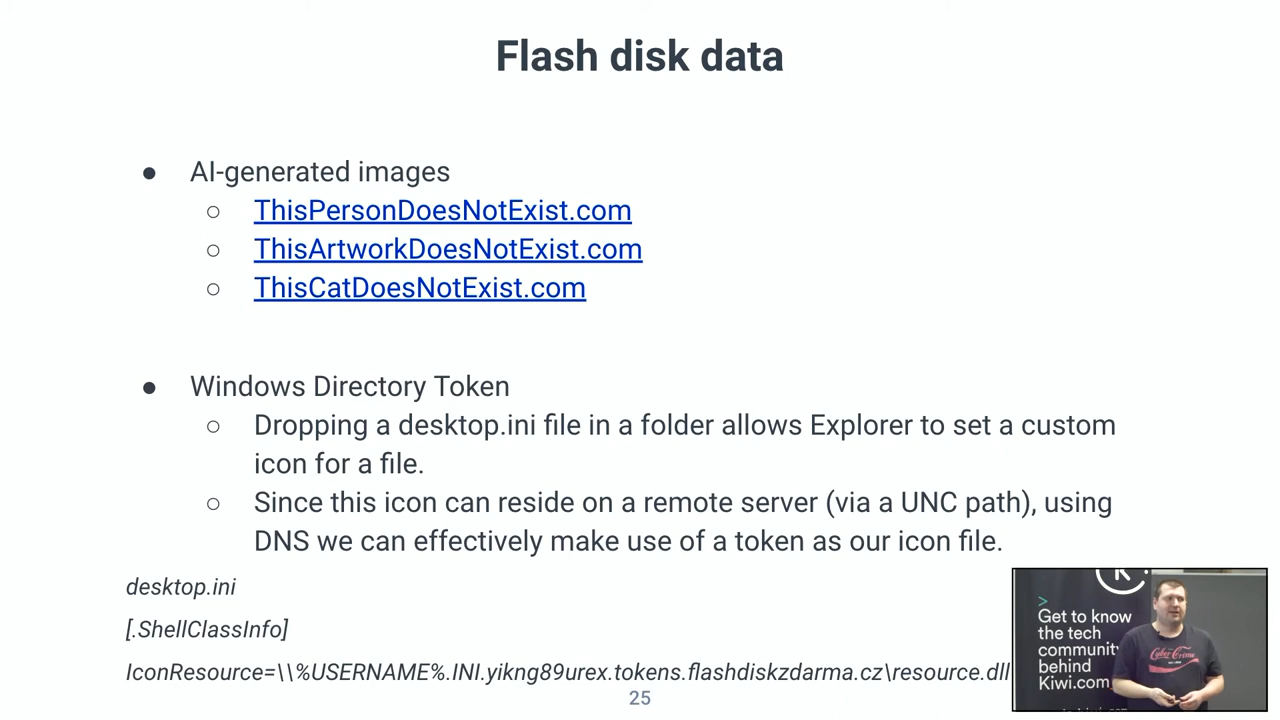 Flash disk data
● AI-generated images
○ ThisPersonDoesNotExist.com
○ ThisArtworkDoesNotExist.com
○ ThisCatDoesNotExist.com
● Windows Directory Token
○ Dropping a desktop.ini file in a folder allows Explorer to set a custom
icon for a file.
○ Since this icon can reside on a remote server (via a UNC path), using
DNS we can effectively make use of a token as our icon file.
desktop.ini
[.ShellClassInfo]
IconResource=\\%USERNAME%.INI.yikng89urex.tokens.flashdiskzdarma.cz\resource.dll
25
K
>
Get to know
the tech
community
behind
Kiwi.com
Cyber-Crime